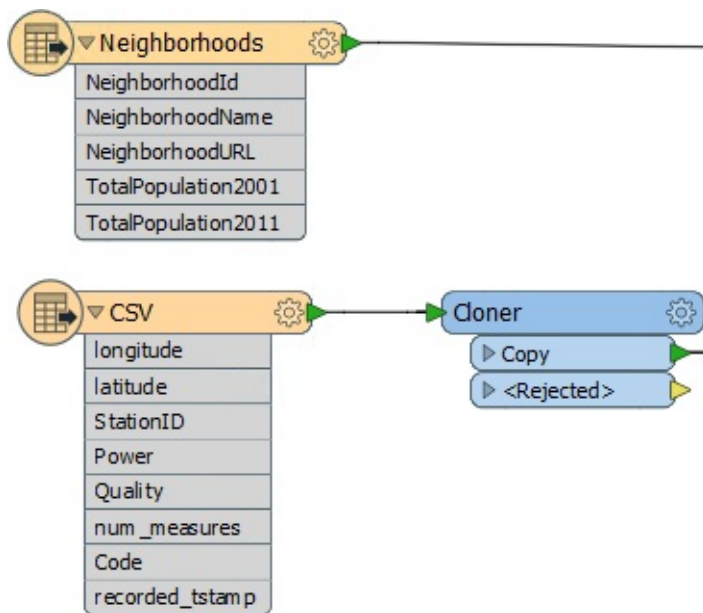 Neighborhoods
NeighborhoodId
NeighborhoodName
NeighborhoodURL
TotalPopulation2001
TotalPopulation2011
CSV
longitude
latitude
StationID
Power
Quality
num_measures
Code
recorded_tstamp
Cloner
Copy
<Rejected>